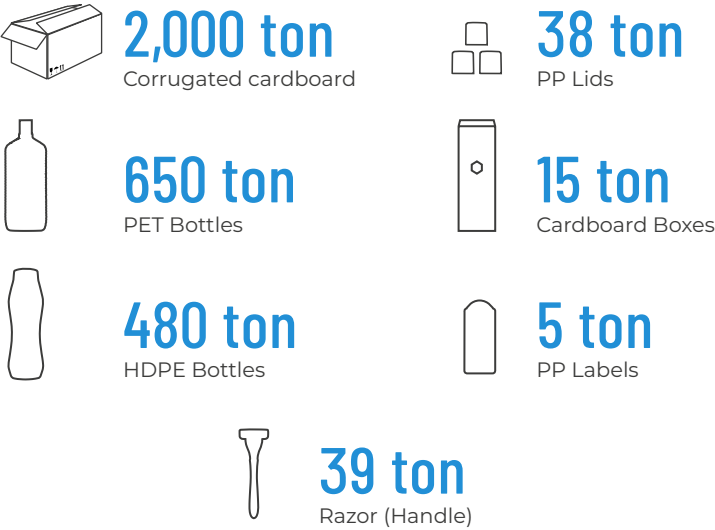 2,000 ton
Corrugated cardboard
38 ton
PP Lids
650 ton
PET Bottles
15 ton
Cardboard Boxes
480 ton
HDPE Bottles
5 ton
PP Labels
39 ton
Razor (Handle)